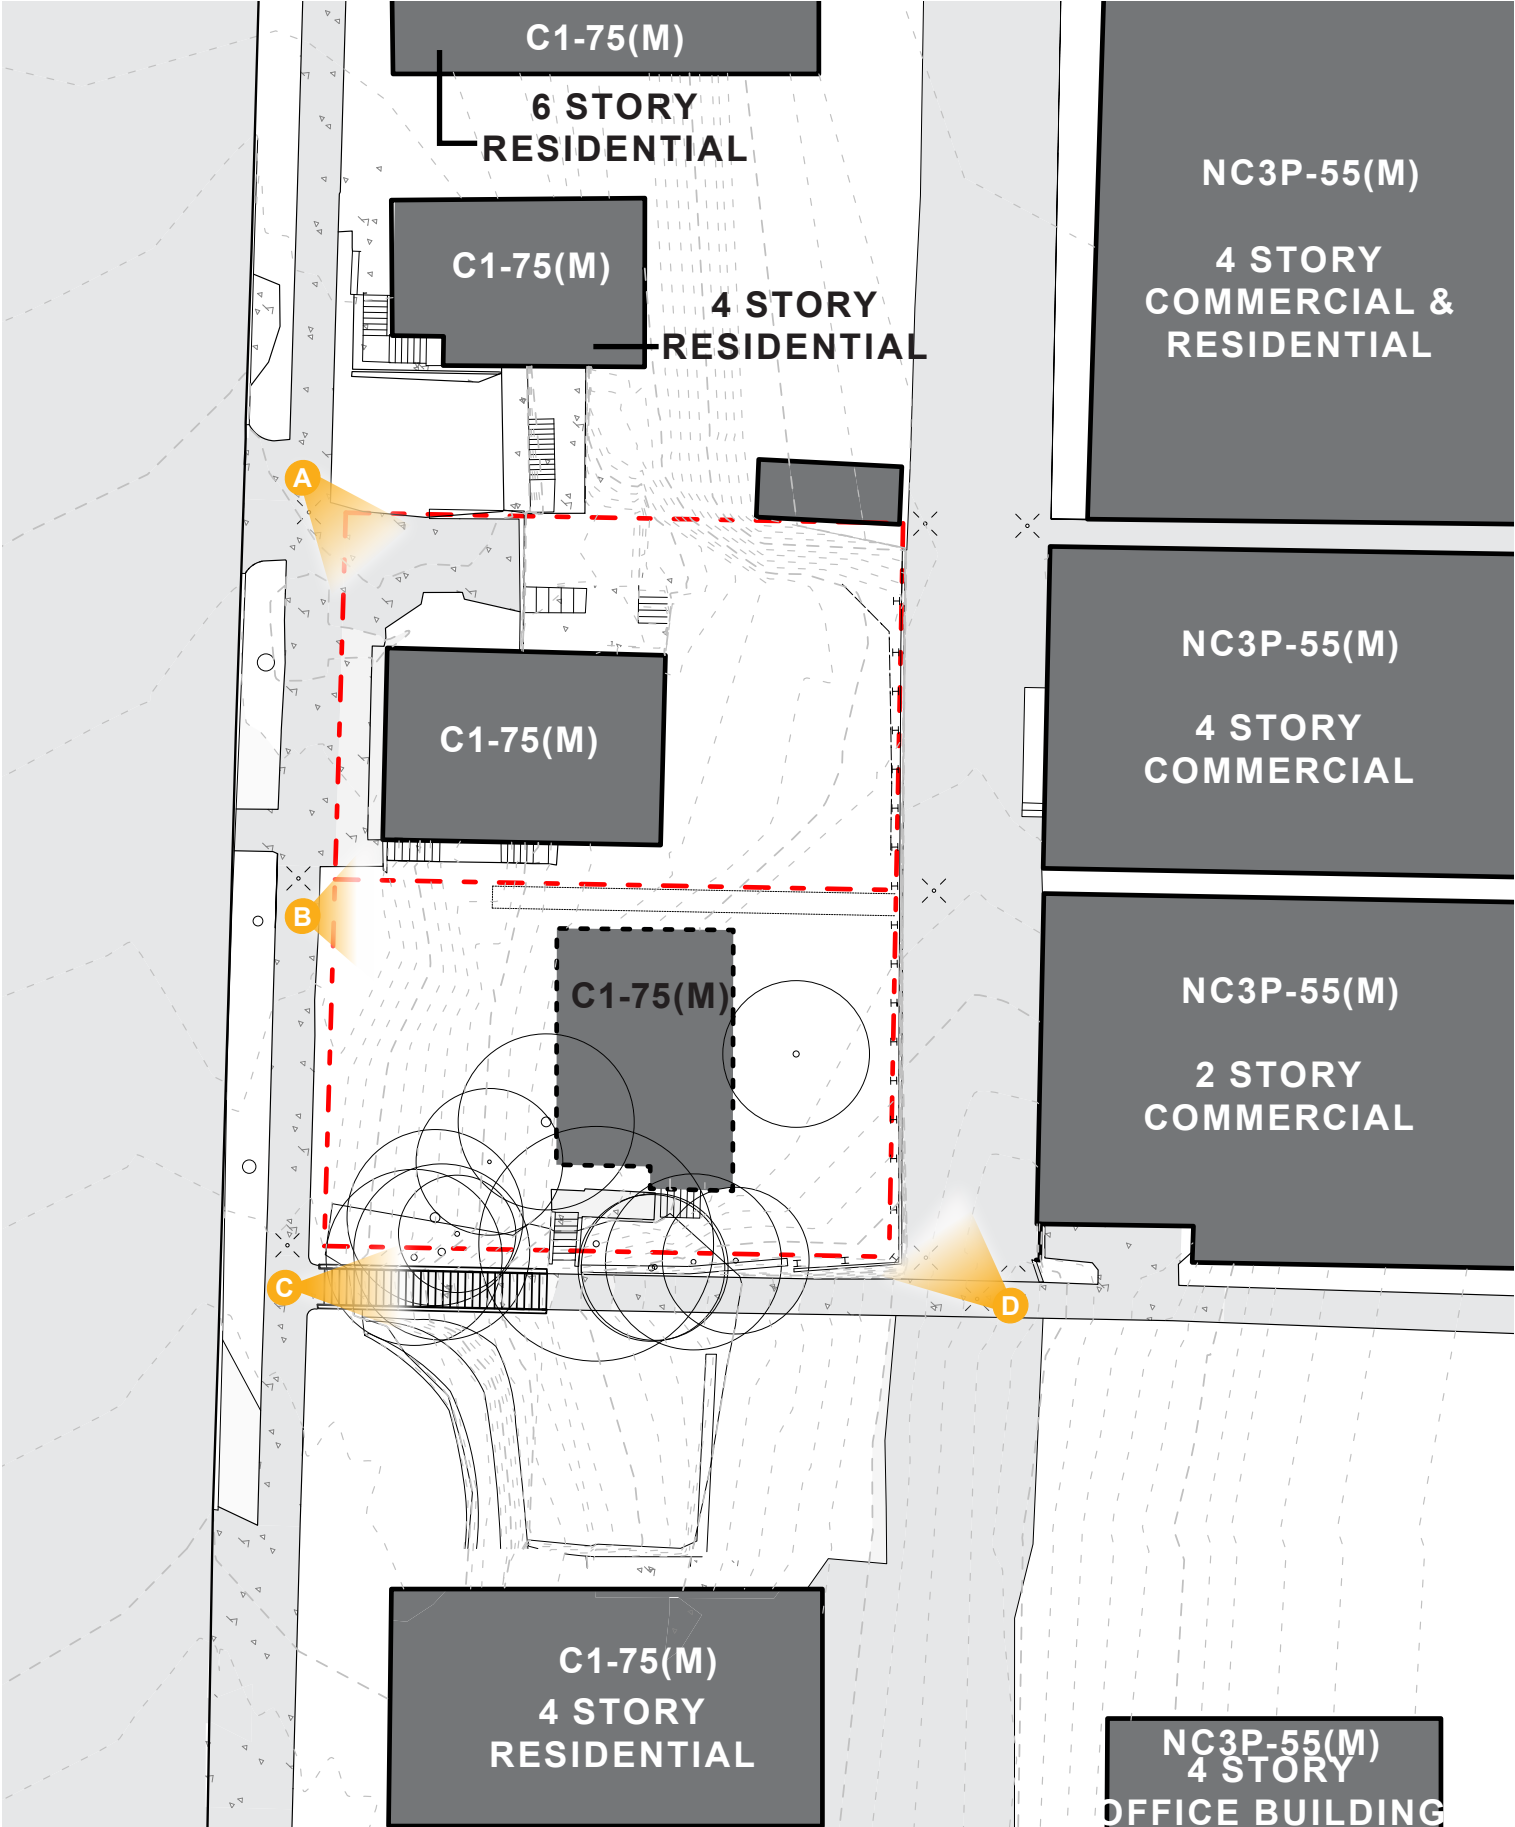 C1-75(M)
6 STORY
RESIDENTIAL
NC3P-55(M)
4 STORY
COMMERCIAL &
RESIDENTIAL
C1-75(M)
4 STORY
RESIDENTIAL
A
NC3P-55(M)
4 STORY
COMMERCIAL
C1-75(M)
B
C1-75(M)
NC3P-55(M)
2 STORY
COMMERCIAL
C
D
C1-75(M)
4 STORY
RESIDENTIAL
NC3P-55(M)
4 STORY
OFFICE BUILDING